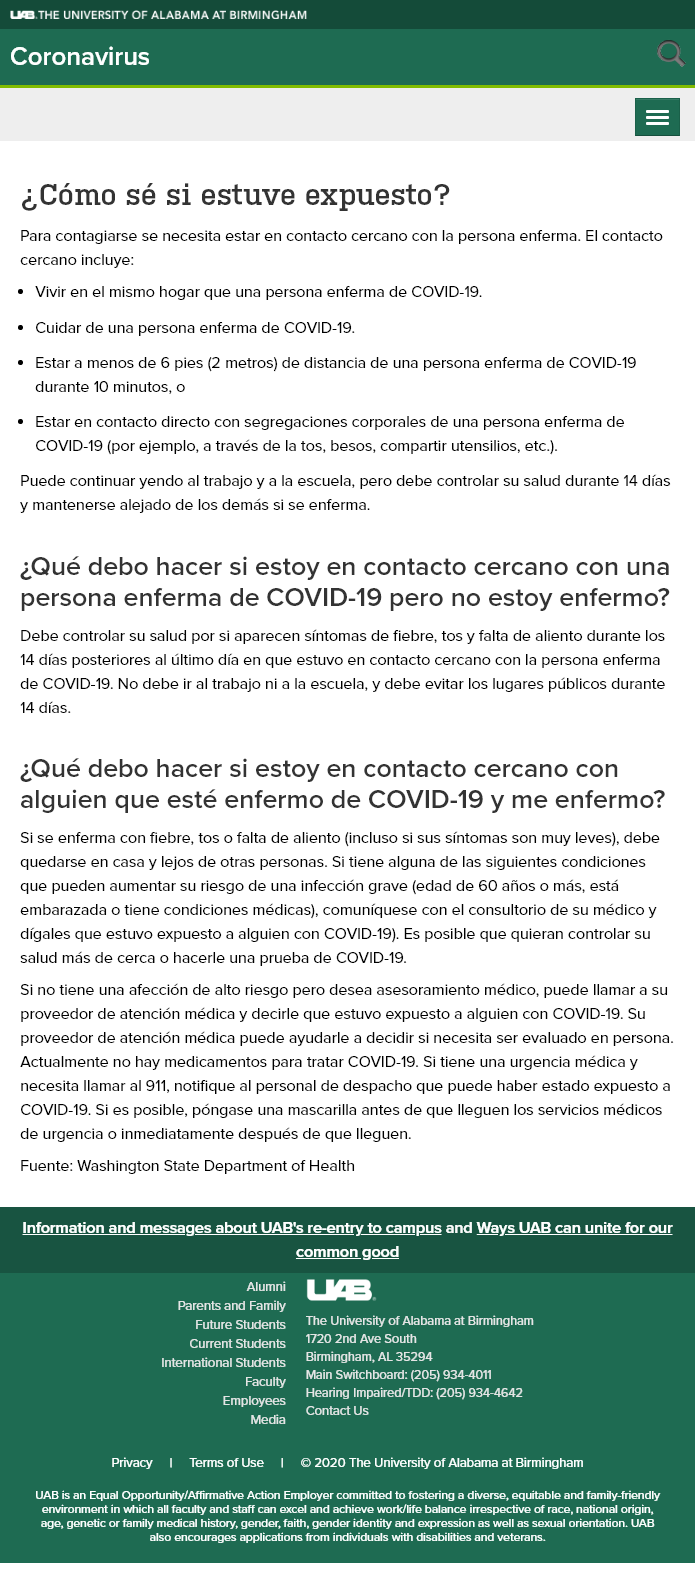 UAB THE UNIVERSITY OF ALABAMA AT BIRMINGHAM
Coronavirus
¿Cómo sé si estuve expuesto?
Para contagiarse se necesita estar en contacto cercano con la persona enferma. El contacto
cercano incluye:
• Vivir en el mismo hogar que una persona enferma de COVID-19.
• Cuidar de una persona enferma de COVID-19.
• Estar a menos de 6 pies (2 metros) de distancia de una persona enferma de COVID-19
durante 10 minutos, o
• Estar en contacto directo con segregaciones corporales de una persona enferma de
COVID-19 (por ejemplo, a través de la tos, besos, compartir utensilios, etc.).
Puede continuar yendo al trabajo y a la escuela, pero debe controlar su salud durante 14 días
y mantenerse alejado de los demás si se enferma.
¿Qué debo hacer si estoy en contacto cercano con una
persona enferma de COVID-19 pero no estoy enfermo?
Debe controlar su salud por si aparecen síntomas de fiebre, tos y falta de aliento durante los
14 días posteriores al último día en que estuvo en contacto cercano con la persona enferma
de COVID-19. No debe ir al trabajo ni a la escuela, y debe evitar los lugares públicos durante
14 días.
¿Qué debo hacer si estoy en contacto cercano con
alguien que esté enfermo de COVID-19 y me enfermo?
Si se enferma con fiebre, tos o falta de aliento (incluso si sus síntomas son muy leves), debe
quedarse en casa y lejos de otras personas. Si tiene alguna de las siguientes condiciones
que pueden aumentar su riesgo de una infección grave (edad de 60 años o más, está
embarazada o tiene condiciones médicas), comuníquese con el consultorio de su médico y
dígales que estuvo expuesto a alguien con COVID-19). Es posible que quieran controlar su
salud más de cerca o hacerle una prueba de COVID-19.
Si no tiene una afección de alto riesgo pero desea asesoramiento médico, puede llamar a su
proveedor de atención médica y decirle que estuvo expuesto a alguien con COVID-19. Su
proveedor de atención médica puede ayudarle a decidir si necesita ser evaluado en persona.
Actualmente no hay medicamentos para tratar COVID-19. Si tiene una urgencia médica y
necesita llamar al 911, notifique al personal de despacho que puede haber estado expuesto a
COVID-19. Si es posible, póngase una mascarilla antes de que lleguen los servicios médicos
de urgencia o inmediatamente después de que lleguen.
Fuente: Washington State Department of Health
Information and messages about UAB's re-entry to campus and Ways UAB can unite for our
common good
Alumni
Parents and Family
Future Students
Current Students
International Students
Faculty
Employees
Media
UAB
The University of Alabama at Birmingham
1720 2nd Ave South
Birmingham, AL 35294
Main Switchboard: (205) 934-4011
Hearing Impaired/TDD: (205) 934-4642
Contact Us
Privacy | Terms of Use | © 2020 The University of Alabama at Birmingham
UAB is an Equal Opportunity/Affirmative Action Employer committed to fostering a diverse, equitable and family-friendly
environment in which all faculty and staff can excel and achieve work/life balance irrespective of race, national origin,
age, genetic or family medical history, gender, faith, gender identity and expression as well as sexual orientation. UAB
also encourages applications from individuals with disabilities and veterans.